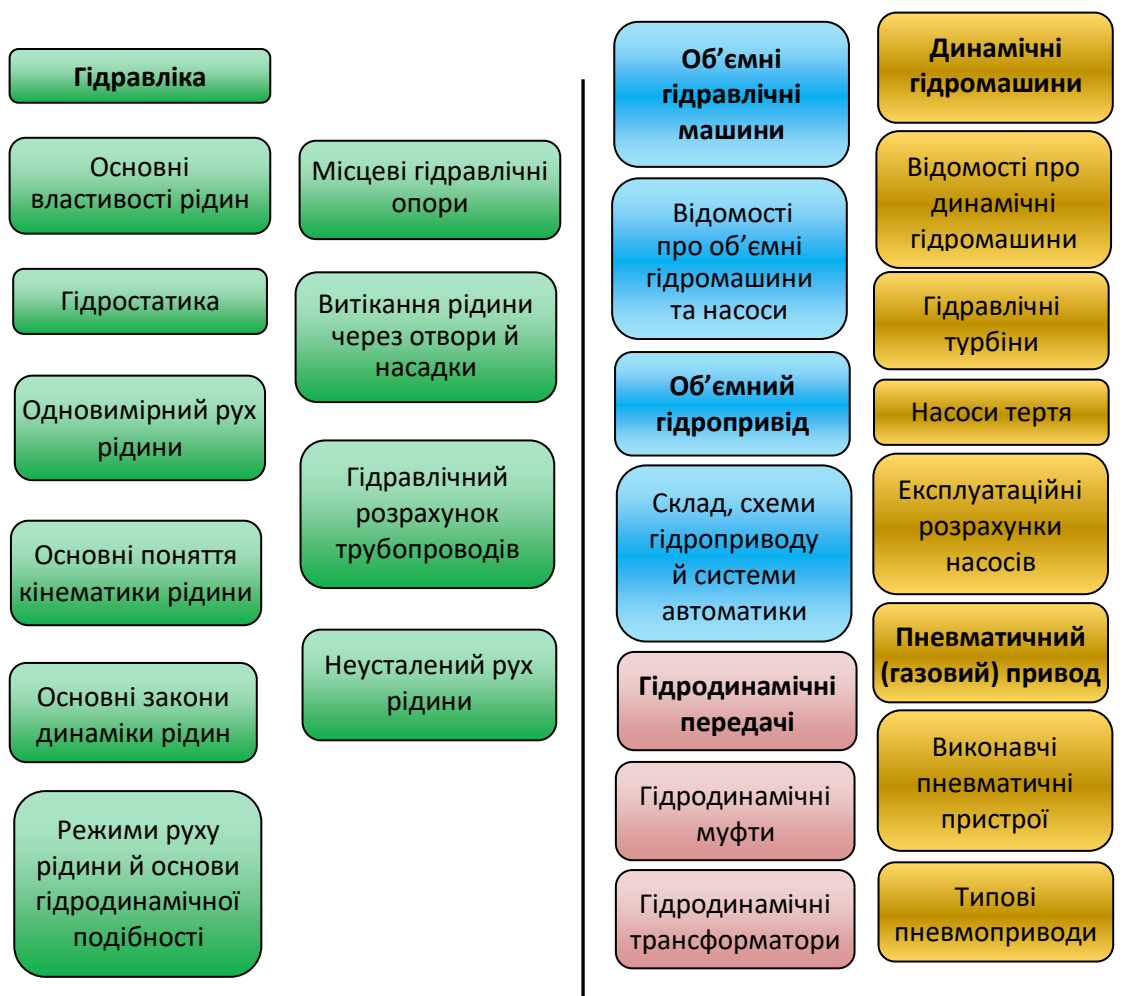 Гідравліка
Основні
властивості рідин
Гідростатика
Одновимірний рух
рідини
Основні поняття
кінематики рідини
Основні закони
динаміки рідин
Режими руху
рідини й основи
гідродинамічної
подібності
Місцеві гідравлічні
опори
Витікання рідини
через отвори й
насадки
Гідравлічний
розрахунок
трубопроводів
Неусталений рух
рідини
Об’ємні
гідравлічні
машини
Відомості
про об’ємні
гідромашини
та насоси
Об’ємний
гідропривід
Склад, схеми
гідроприводу
й системи
автоматики
Гідродинамічні
передачі
Гідродинамічні
муфти
Гідродинамічні
трансформатори
Динамічні
гідромашини
Відомості про
динамічні
гідромашини
Гідравлічні
турбіни
Насоси тертя
Експлуатаційні
розрахунки
насосів
Пневматичний
(газовий) привод
Виконавчі
пневматичні
пристрої
Типові
пневмоприводи